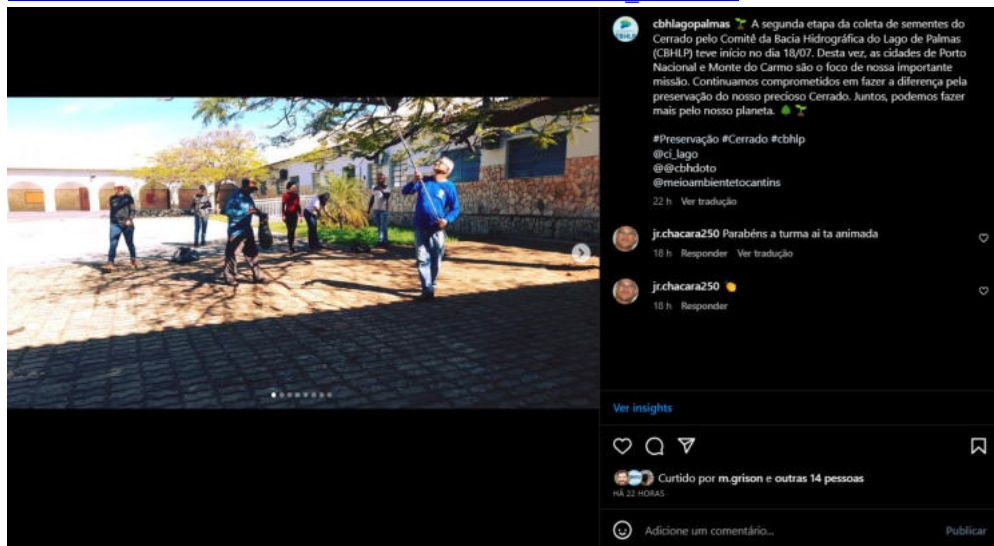 cbhlagopalmas 🌱 A segunda etapa da coleta de sementes do
Cerrado pelo Comitê da Bacia Hidrográfica do Lago de Palmas
(CBHLP) teve início no dia 18/07. Desta vez, as cidades de Porto
Nacional e Monte do Carmo são o foco de nossa importante
missão. Continuamos comprometidos em fazer a diferença pela
preservação do nosso precioso Cerrado. Juntos, podemos fazer
mais pelo nosso planeta. 🌳🌱
#Preservação #Cerrado #cbhlp
@ci_lago
@@cbhdoto
@meioambientetocantins
22 h Ver tradução
jr.chacara250 Parabéns a turma ai ta animada
18 h Responder Ver tradução
jr.chacara250 👏
18 h Responder
Ver insights
Curtido por m.grison e outras 14 pessoas
HÁ 22 HORAS
Adicione um comentário... Publicar